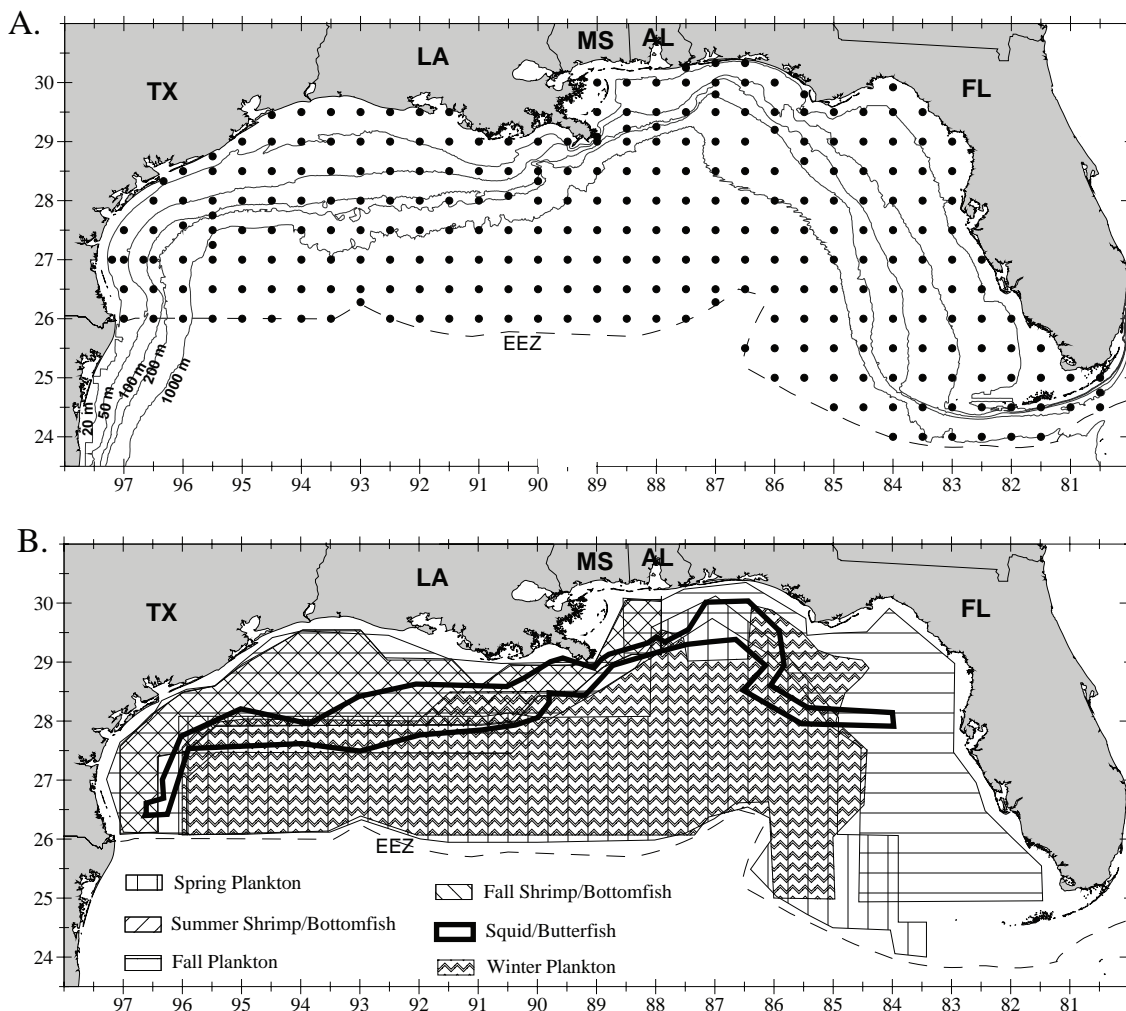 A.
MS AL
LA
TX
FL
30
29
28
27
26
25
24
EEZ
20 m
50 m
100 m
200 m
1000 m
97 96 95 94 93 92 91 90 89 88 87 86 85 84 83 82 81
B.
MS AL
LA
TX
FL
30
29
28
27
26
25
24
EEZ
Spring Plankton
Summer Shrimp/Bottomfish
Fall Plankton
Fall Shrimp/Bottomfish
Squid/Butterfish
Winter Plankton
97 96 95 94 93 92 91 90 89 88 87 86 85 84 83 82 81